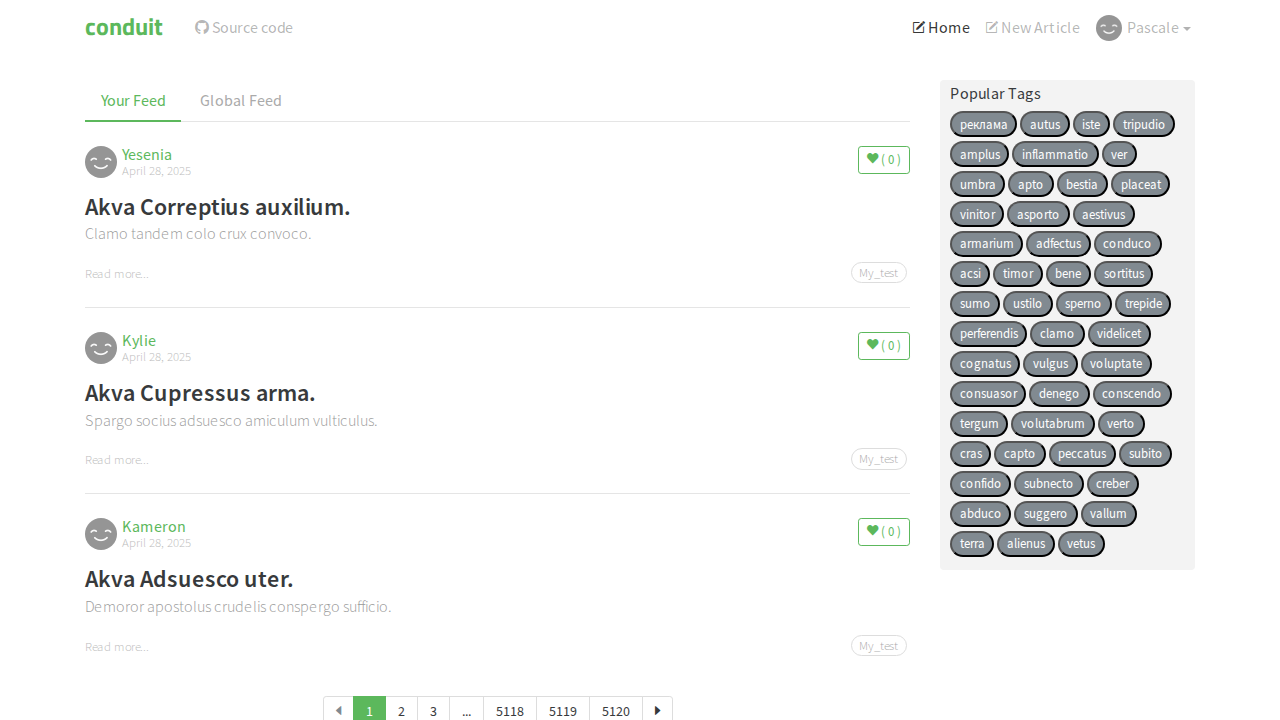 conduit Source code Home New Article Pascale
Your Feed Global Feed
Yesenia
April 28, 2025
( 0 )
Akva Correptius auxilium.
Clamo tandem colo crux convoco.
Read more... My_test
Kylie
April 28, 2025
( 0 )
Akva Cupressus arma.
Spargo socius adsuesco amiculum vulticulus.
Read more... My_test
Kameron
April 28, 2025
( 0 )
Akva Adsuesco uter.
Demoror apostolus crudelis conspergo sufficio.
Read more... My_test
1 2 3 ... 5118 5119 5120
Popular Tags
реклама autus iste tripudio
amplus inflammatio ver
umbra apto bestia placeat
vinitor asporto aestivus
armarium adfectus conduco
acsi timor bene sortitus
sumo ustilo sperno trepide
perferendis clamo videlicet
cognatus vulgus voluptate
consuasor denego conscendo
tergum volutabrum verto
cras capto peccatus subito
confido subnecto creber
abduco suggero vallum
terra alienus vetus